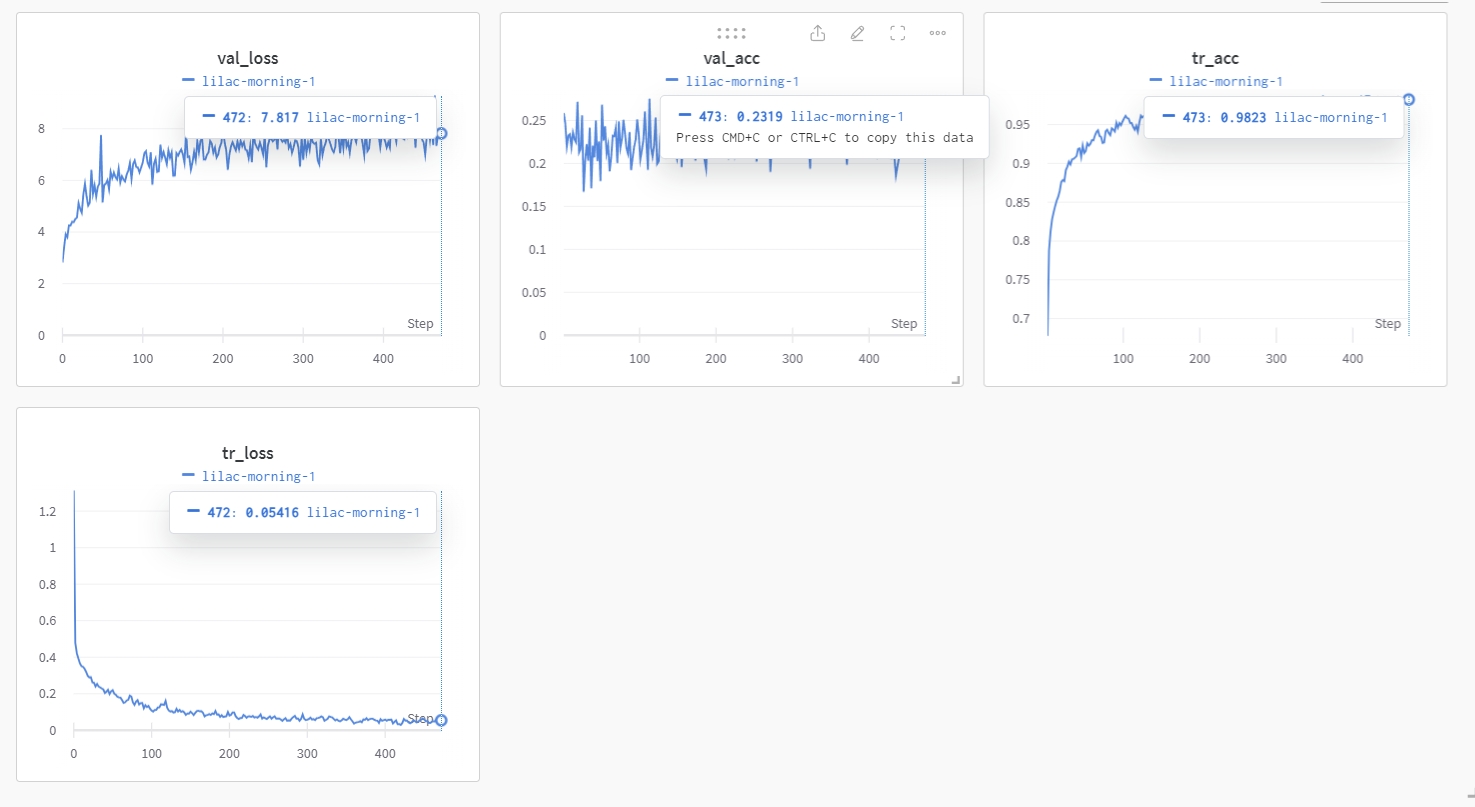 val_loss
lilac-morning-1
472: 7.817 lilac-morning-1
8
6
4
2
0
Step
0 100 200 300 400
val_acc
lilac-morning-1
473: 0.2319 lilac-morning-1
Press CMD+C or CTRL+C to copy this data
0.25
0.2
0.15
0.1
0.05
0
Step
100 200 300 400
tr_acc
lilac-morning-1
473: 0.9823 lilac-morning-1
0.95
0.9
0.85
0.8
0.75
0.7
Step
100 200 300 400
tr_loss
lilac-morning-1
472: 0.05416 lilac-morning-1
1.2
1
0.8
0.6
0.4
0.2
0
Step
0 100 200 300 400